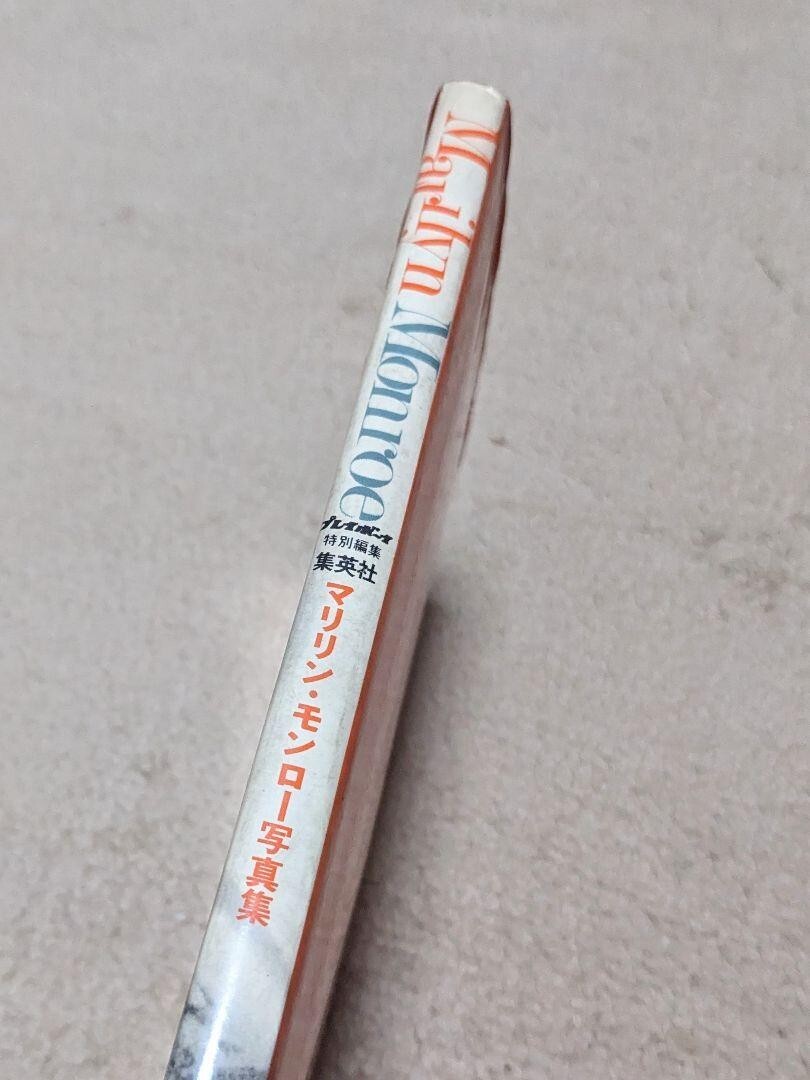 Marilyn Monroe
プレイボーイ
特別編集
集英社
マリリン・モンロー写真集